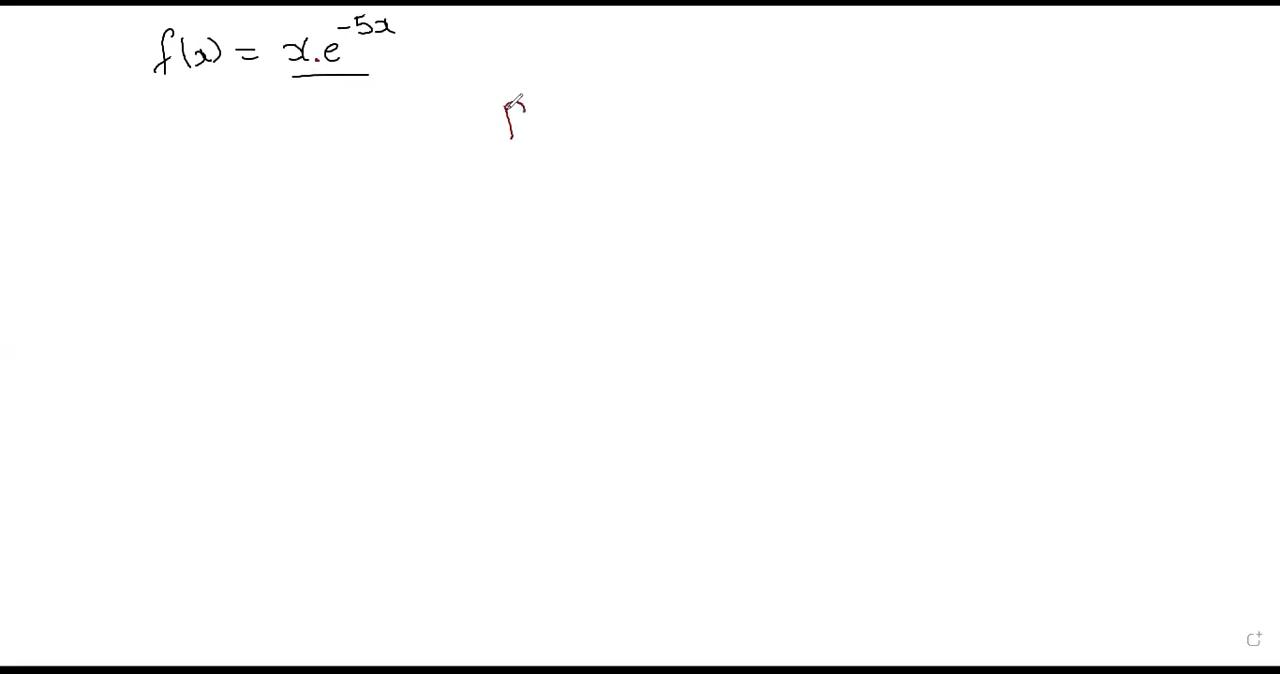 f(x) = x.e^{-5x}